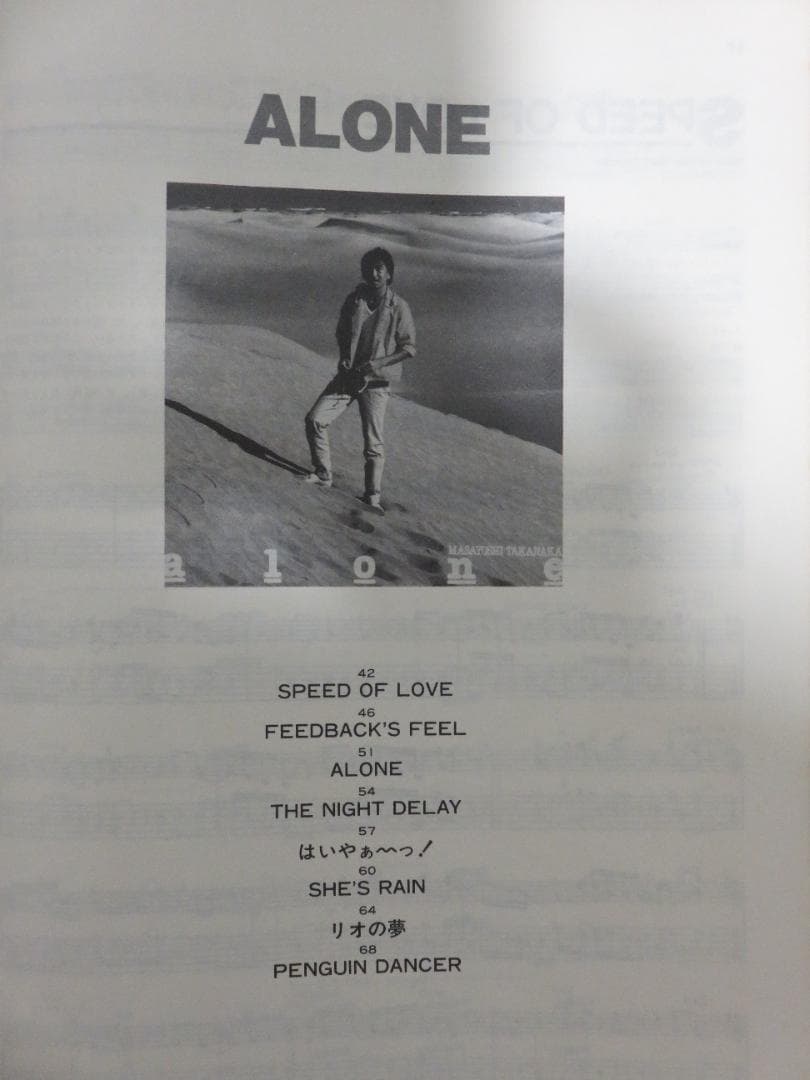 ALONE
MASAYOSHI TAKANAKA
alone
42
SPEED OF LOVE
46
FEEDBACK'S FEEL
51
ALONE
54
THE NIGHT DELAY
57
はいやぁ〜〜っ!
60
SHE'S RAIN
64
リオの夢
68
PENGUIN DANCER